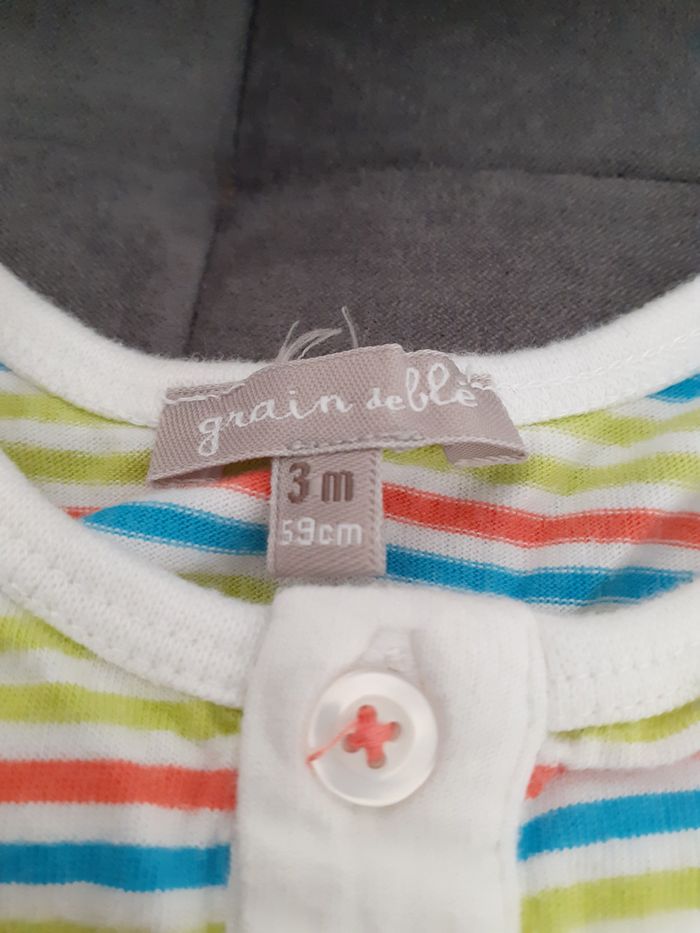 grain de blé
3 m
59cm